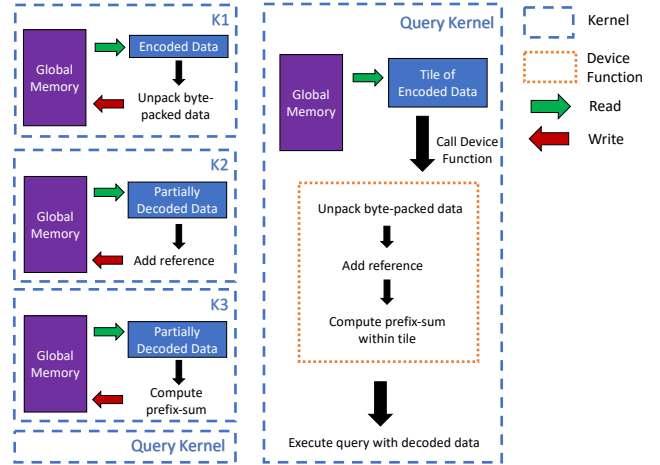 K1
Global
Memory
Encoded Data
Unpack byte-
packed data
K2
Global
Memory
Partially
Decoded Data
Add reference
K3
Global
Memory
Partially
Decoded Data
Compute
prefix-sum
Query Kernel
Query Kernel
Global
Memory
Tile of
Encoded Data
Call Device
Function
Unpack byte-packed data
Add reference
Compute prefix-sum
within tile
Execute query with decoded data
Kernel
Device
Function
Read
Write